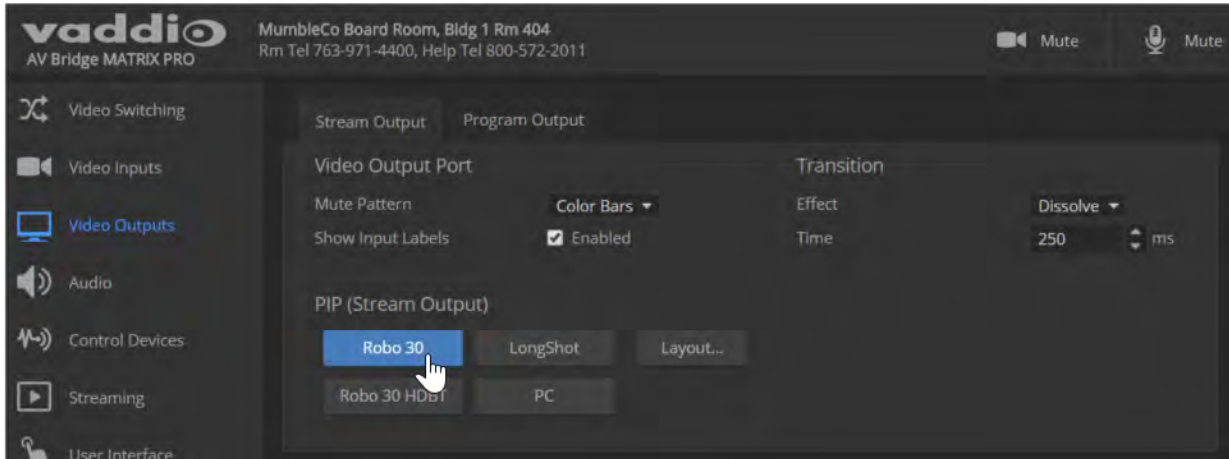 vaddio
AV Bridge MATRIX PRO
MumbleCo Board Room, Bldg 1 Rm 404
Rm Tel 763-971-4400, Help Tel 800-572-2011
Mute
Mute
Video Switching
Video Inputs
Video Outputs
Audio
Control Devices
Streaming
User Interface
Stream Output
Program Output
Video Output Port
Mute Pattern
Color Bars
Show Input Labels
Enabled
Transition
Effect
Dissolve
Time
250
ms
PIP (Stream Output)
Robo 30
LongShot
Layout...
Robo 30 HDBT
PC